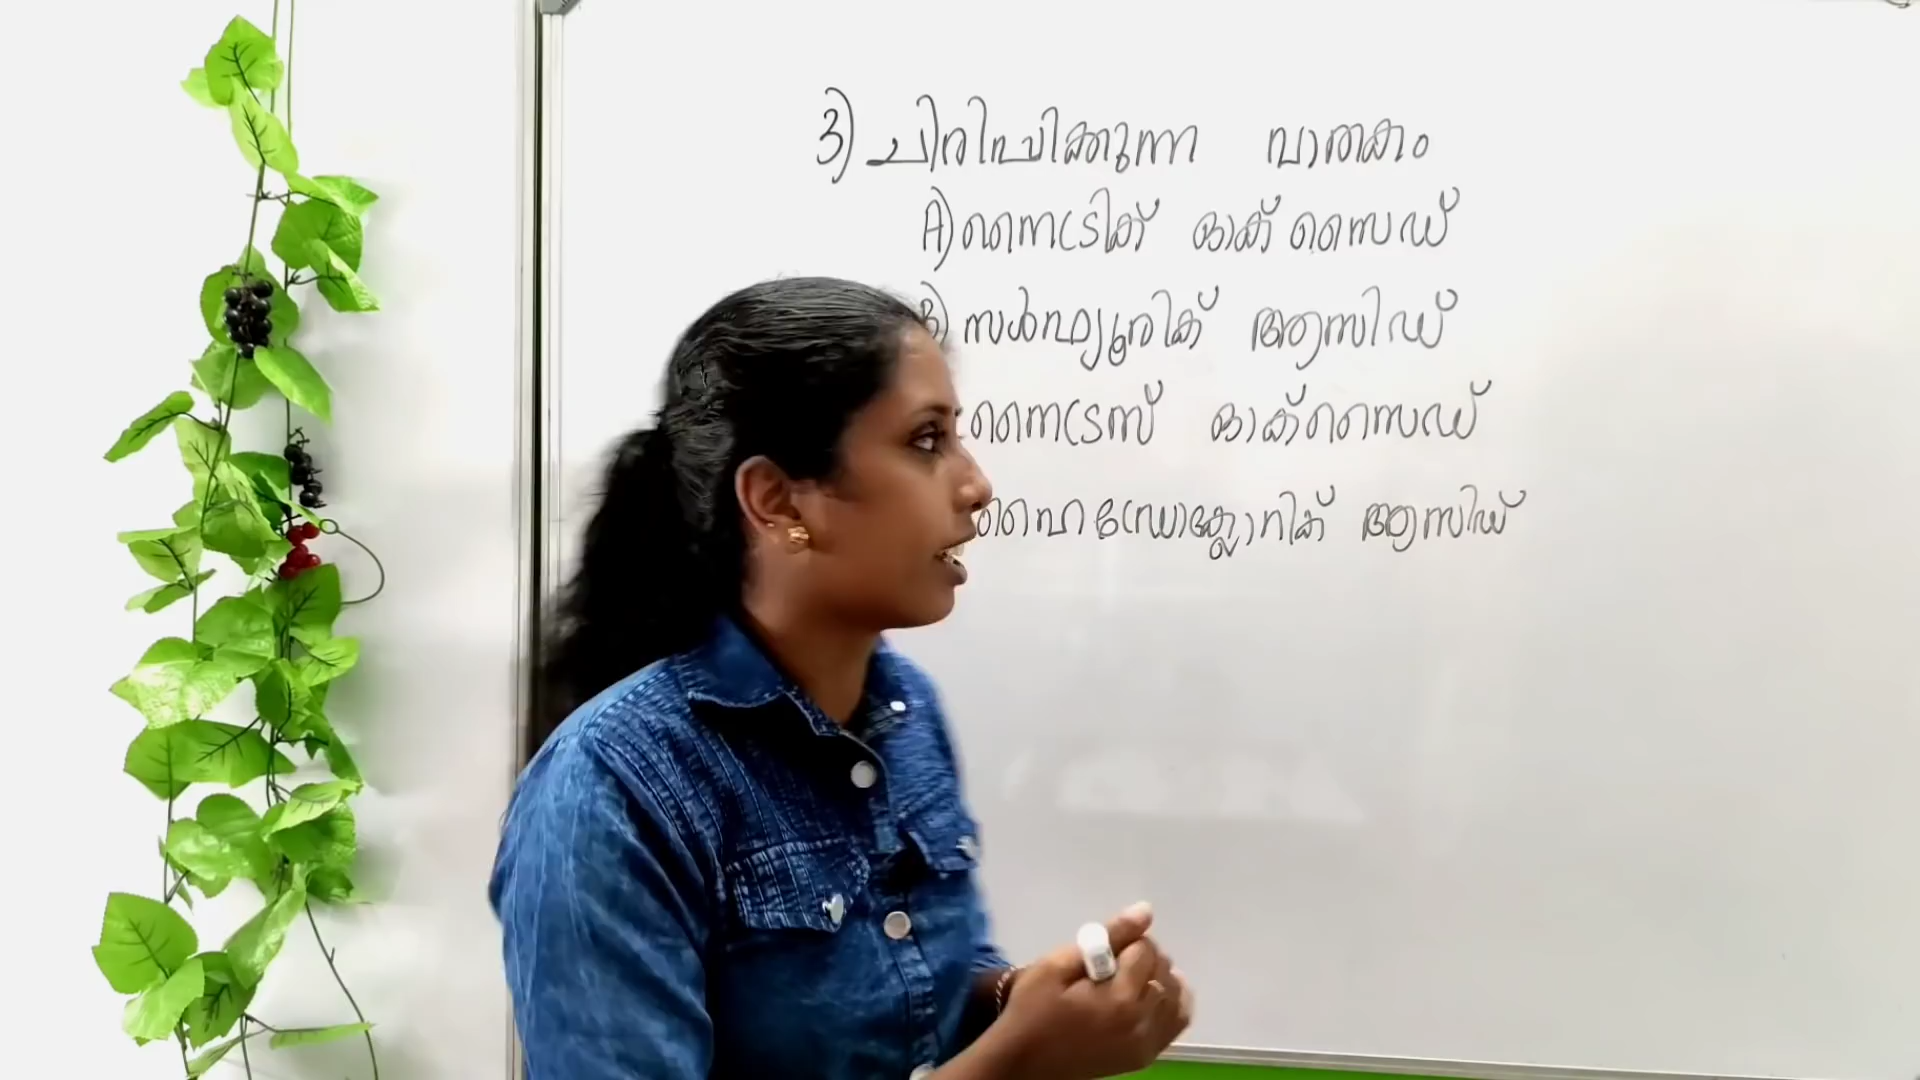 3) ചിരിപ്പിക്കുന്ന വാതകം
A) നൈട്രിക് ഓക്സൈഡ്
B) സൾഫ്യൂരിക് ആസിഡ്
നൈട്രസ് ഓക്സൈഡ്
ഹൈഡ്രോക്ലോറിക് ആസിഡ്